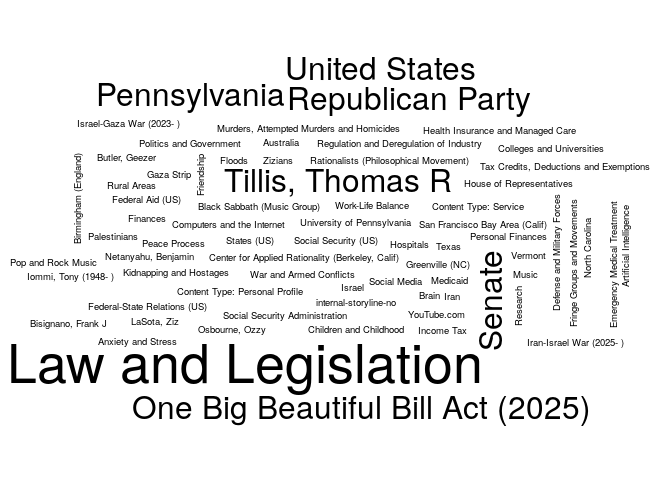 United States
Pennsylvania
Republican Party
Israel-Gaza War (2023- )
Murders, Attempted Murders and Homicides
Health Insurance and Managed Care
Politics and Government
Australia
Regulation and Deregulation of Industry
Colleges and Universities
Butler, Geezer
Floods
Zizians
Rationalists (Philosophical Movement)
Tax Credits, Deductions and Exemptions
Birmingham (England)
Friendship
Gaza Strip
Tillis, Thomas R
House of Representatives
Rural Areas
Federal Aid (US)
Black Sabbath (Music Group)
Work-Life Balance
Content Type: Service
Finances
Computers and the Internet
University of Pennsylvania
San Francisco Bay Area (Calif)
Defense and Military Forces
Fringe Groups and Movements
North Carolina
Emergency Medical Treatment
Artificial Intelligence
Palestinians
Peace Process
States (US)
Social Security (US)
Hospitals
Texas
Personal Finances
Netanyahu, Benjamin
Center for Applied Rationality (Berkeley, Calif)
Greenville (NC)
Senate
Vermont
Pop and Rock Music
Iommi, Tony (1948- )
Kidnapping and Hostages
War and Armed Conflicts
Israel
Social Media
Medicaid
Music
Content Type: Personal Profile
internal-storyline-no
Brain
Iran
Research
Federal-State Relations (US)
Social Security Administration
YouTube.com
Bisignano, Frank J
LaSota, Ziz
Osbourne, Ozzy
Children and Childhood
Income Tax
Anxiety and Stress
Iran-Israel War (2025- )
Law and Legislation
One Big Beautiful Bill Act (2025)